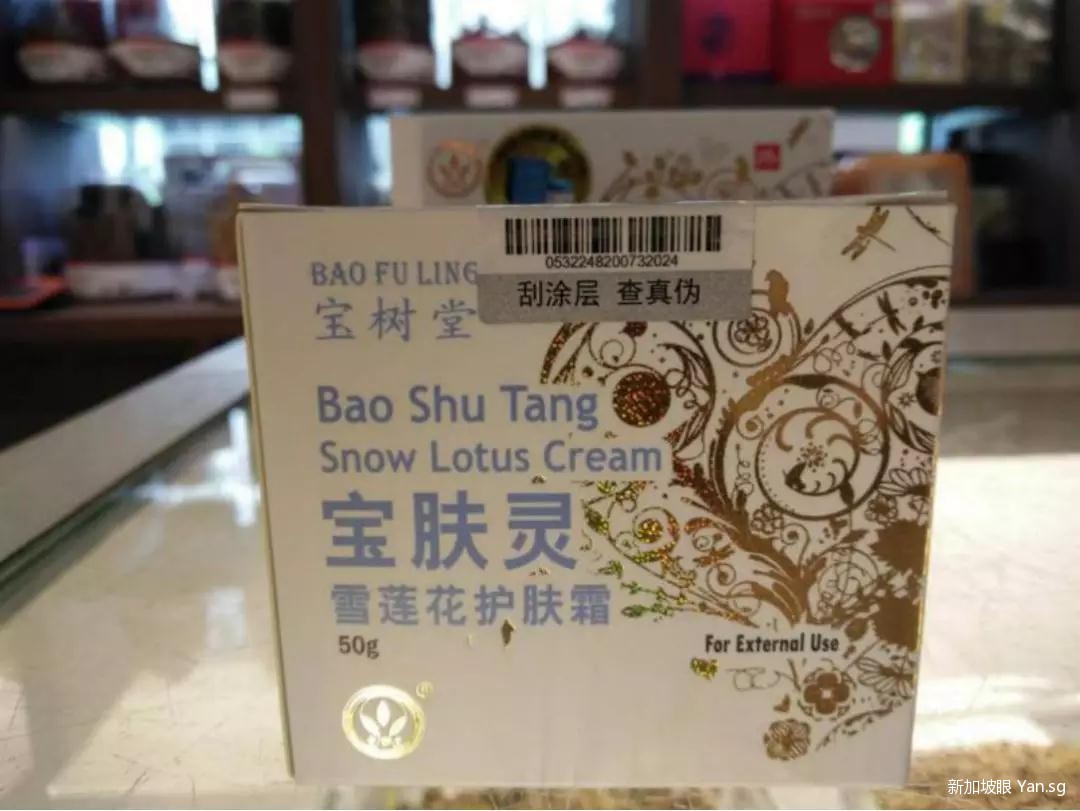 0532248200732024
刮涂层 查真伪
BAO FU LING
宝树堂
Bao Shu Tang
Snow Lotus Cream
宝肤灵
雪莲花护肤霜
50g
For External Use
新加坡眼 Yan.sg